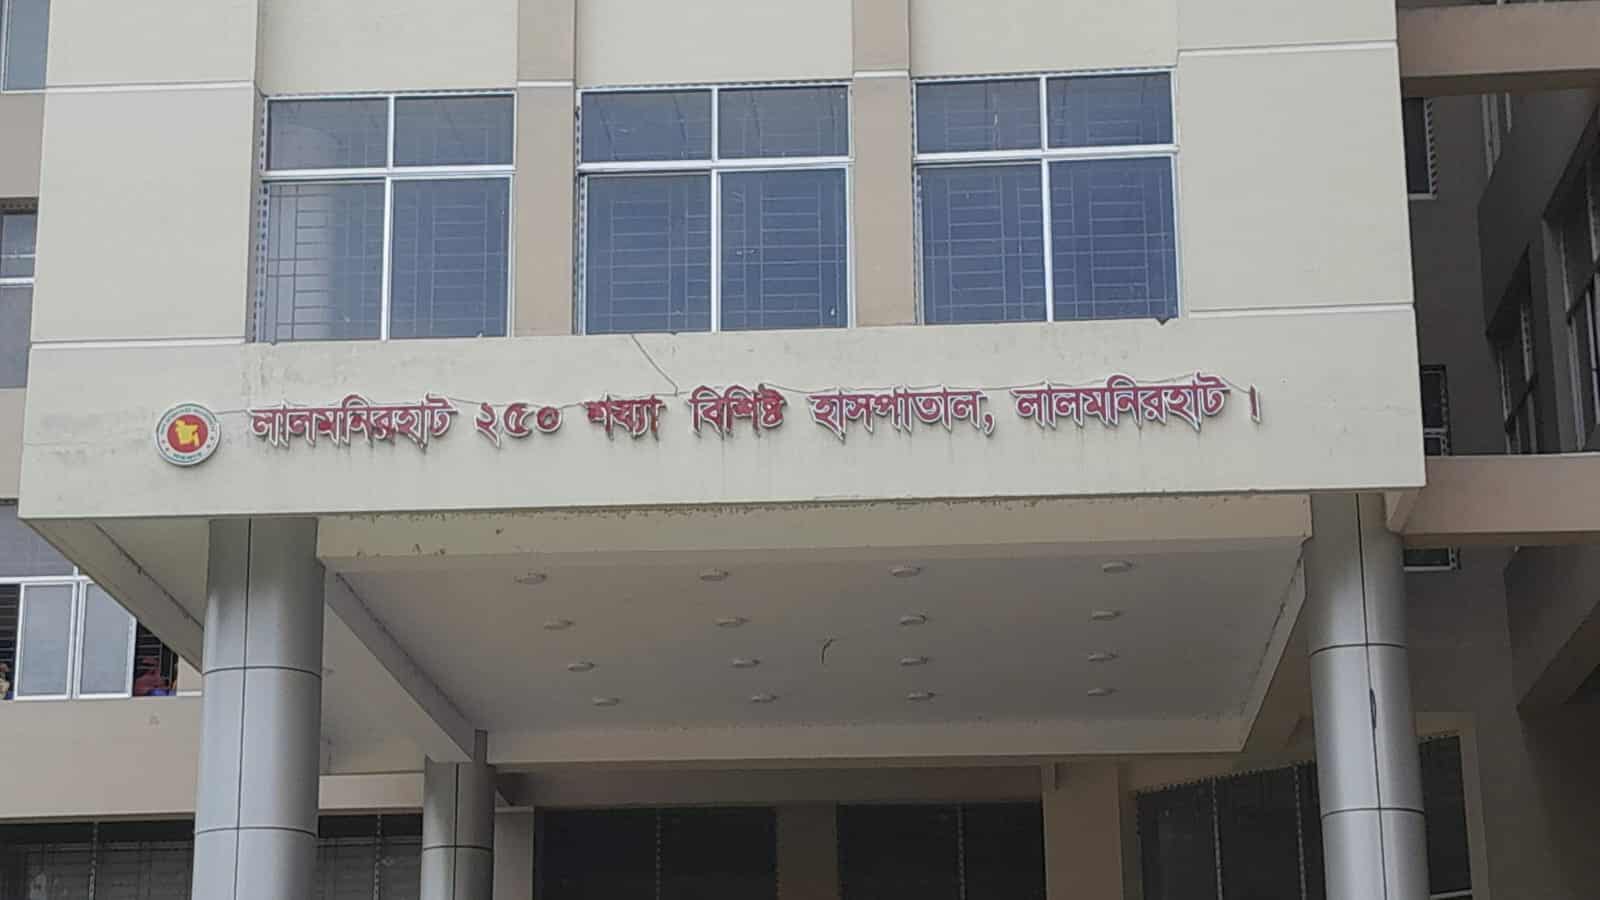 লালমনিরহাট ২৫০ শয্যা বিশিষ্ট হাসপাতাল, লালমনিরহাট।